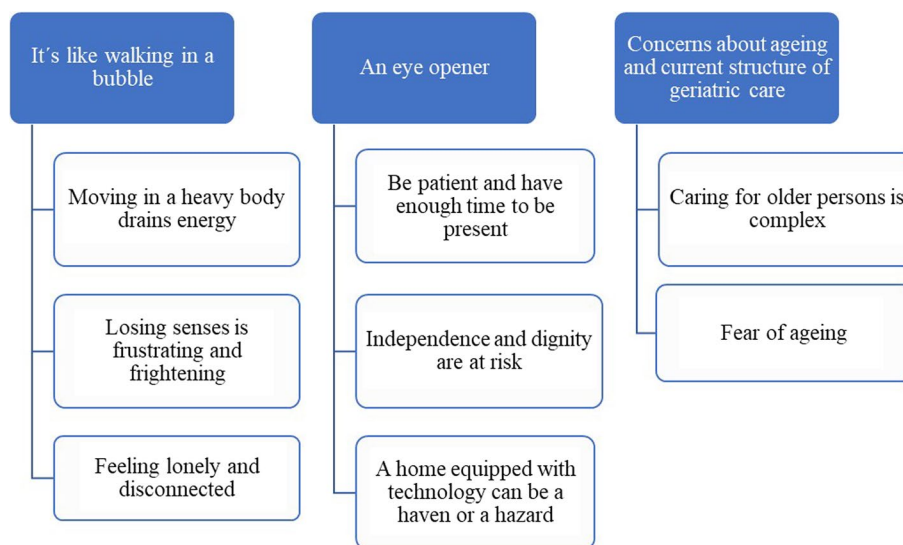 It´s like walking in a
bubble
Moving in a heavy body
drains energy
Losing senses is
frustrating and
frightening
Feeling lonely and
disconnected
An eye opener
Be patient and have
enough time to be
present
Independence and dignity
are at risk
A home equipped with
technology can be a
haven or a hazard
Concerns about ageing
and current structure of
geriatric care
Caring for older persons is
complex
Fear of ageing